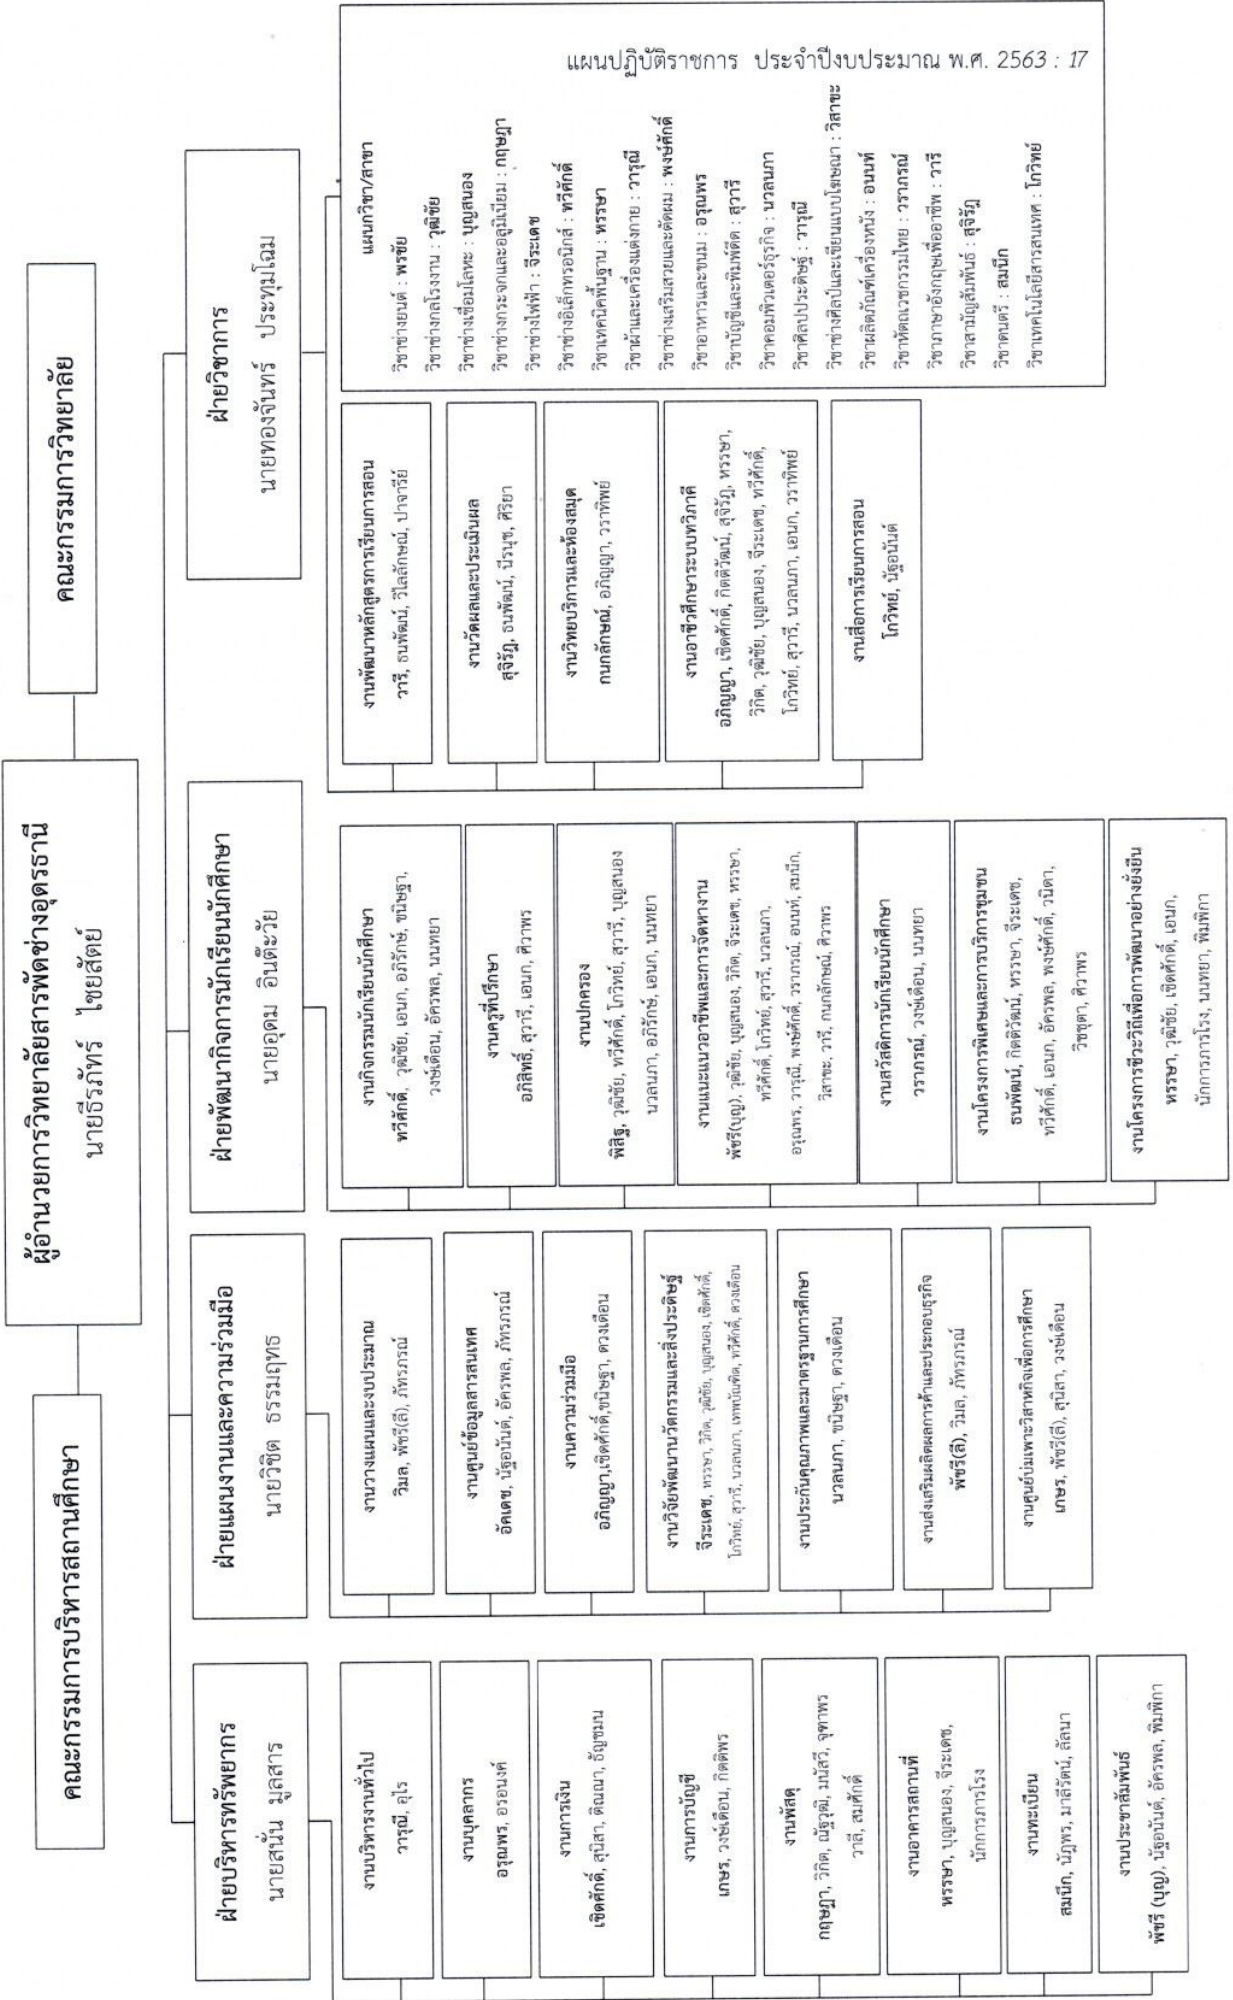 แผนปฏิบัติราชการ ประจำปีงบประมาณ พ.ศ. 2563 : 17
คณะกรรมการบริหารสถานศึกษา
ผู้อำนวยการวิทยาลัยสารพัดช่างอุดรธานี
นายธีรภัทร์ ไชยสัตย์
คณะกรรมการวิทยาลัย
ฝ่ายบริหารทรัพยากร
นายสนั่น มูลสาร
งานบริหารงานทั่วไป
วารุณี, อุไร
งานบุคลากร
อรุณพร, อรอนงค์
งานการเงิน
เชิดศักดิ์, สุนิสา, ติณณา, ธัญชมน
งานการบัญชี
เกษร, วงษ์เดือน, กิตติพร
งานพัสดุ
กฤษฎา, วิกิต, ณัฐวุฒิ, มนัสวี, จุฑาพร
วาลี, สมศักดิ์
งานอาคารสถานที่
หรรษา, บุญสนอง, จีระเดช,
นักการภารโรง
งานทะเบียน
สมนึก, นัฎพร, มาลีรัตน์, ลัลนา
งานประชาสัมพันธ์
พัชรี (บุญ), นัฐอนันต์, อัครพล, พิมพิกา
ฝ่ายแผนงานและความร่วมมือ
นายวิชิต ธรรมฤทธ
งานวางแผนและงบประมาณ
วิมล, พัชรี(ลี), ภัทรภรณ์
งานศูนย์ข้อมูลสารสนเทศ
อัคเดช, นัฐอนันต์, อัครพล, ภัทรภรณ์
งานความร่วมมือ
อภิญญา,เชิดศักดิ์,ขนิษฐา, ดวงเดือน
งานวิจัยพัฒนานวัตกรรมและสิ่งประดิษฐ์
จีระเดช, หรรษา, วิกิต, วุฒิชัย, บุญสนอง, เชิดศักดิ์,
โกวิทย์, สุวารี, นวลนภา, เทพบัณฑิต, ทวีศักดิ์, ดวงเดือน
งานประกันคุณภาพและมาตรฐานการศึกษา
นวลนภา, ขนิษฐา, ดวงเดือน
งานส่งเสริมผลิตผลการค้าและประกอบธุรกิจ
พัชรี(ลี), วิมล, ภัทรภรณ์
งานศูนย์บ่มเพาะวิสาหกิจเพื่อการศึกษา
เกษร, พัชรี(ลี), สุนิสา, วงษ์เดือน
ฝ่ายพัฒนากิจการนักเรียนนักศึกษา
นายอุดม อินต๊ะวัย
งานกิจกรรมนักเรียนนักศึกษา
ทวีศักดิ์, วุฒิชัย, เอนก, อภิรักษ์, ขนิษฐา,
วงษ์เดือน, อัครพล, นนทยา
งานครูที่ปรึกษา
อภิสิทธิ์, สุวารี, เอนก, ศิวาพร
งานปกครอง
พิสิฐ, วุฒิชัย, ทวีศักดิ์, โกวิทย์, สุวารี, บุญสนอง
นวลนภา, อภิรักษ์, เอนก, นนทยา
งานแนะแนวอาชีพและการจัดหางาน
พัชรี(บุญ), วุฒิชัย, บุญสนอง, วิกิต, จีระเดช, หรรษา,
ทวีศักดิ์, โกวิทย์, สุวารี, นวลนภา,
อรุณพร, วารุณี, พงษ์ศักดิ์, วราภรณ์, อนนท์, สมนึก,
วิสาขะ, วารี, กนกลักษณ์, ศิวาพร
งานสวัสดิการนักเรียนนักศึกษา
วราภรณ์, วงษ์เดือน, นนทยา
งานโครงการพิเศษและการบริการชุมชน
ธนพัฒน์, กิตติวัฒน์, หรรษา, จีระเดช,
ทวีศักดิ์, เอนก, อัครพล, พงษ์ศักดิ์, วนิดา,
วิชชุตา, ศิวาพร
งานโครงการชีวะวิถีเพื่อการพัฒนาอย่างยั่งยืน
หรรษา, วุฒิชัย, เชิดศักดิ์, เอนก,
นักการภารโรง, นนทยา, พิมพิกา
ฝ่ายวิชาการ
นายทองจันทร์ ประทุมโฉม
งานพัฒนาหลักสูตรการเรียนการสอน
วารี, ธนพัฒน์, วิไลลักษณ์, ปาจารีย์
งานวัดผลและประเมินผล
สุจิรัฎ, ธนพัฒน์, นีรนุช, ศิริยา
งานวิทยบริการและห้องสมุด
กนกลักษณ์, อภิญญา, วราทิพย์
งานอาชีวศึกษาระบบทวิภาคี
อภิญญา, เชิดศักดิ์, กิตติวัฒน์, สุจิรัฎ, หรรษา,
วิกิต, วุฒิชัย, บุญสนอง, จีระเดช, ทวีศักดิ์,
โกวิทย์, สุวารี, นวลนภา, เอนก, วราทิพย์
งานสื่อการเรียนการสอน
โกวิทย์, นัฐอนันต์
แผนกวิชา/สาขา
วิชาช่างยนต์ : พรชัย
วิชาช่างกลโรงงาน : วุฒิชัย
วิชาช่างเชื่อมโลหะ : บุญสนอง
วิชาช่างกระจกและอลูมิเนียม : กฤษฎา
วิชาช่างไฟฟ้า : จีระเดช
วิชาช่างอิเล็กทรอนิกส์ : ทวีศักดิ์
วิชาเทคนิคพื้นฐาน : หรรษา
วิชาผ้าและเครื่องแต่งกาย : วารุณี
วิชาช่างเสริมสวยและตัดผม : พงษ์ศักดิ์
วิชาอาหารและขนม : อรุณพร
วิชาบัญชีและพิมพ์ดีด : สุวารี
วิชาคอมพิวเตอร์ธุรกิจ : นวลนภา
วิชาศิลปประดิษฐ์ : วารุณี
วิชาช่างศิลป์และเขียนแบบโฆษณา : วิสาขะ
วิชาผลิตภัณฑ์เครื่องหนัง : อนนท์
วิชาหัตถเวชกรรมไทย : วราภรณ์
วิชาภาษาอังกฤษเพื่ออาชีพ : วารี
วิชาสามัญสัมพันธ์ : สุจิรัฎ
วิชาดนตรี : สมนึก
วิชาเทคโนโลยีสารสนเทศ : โกวิทย์